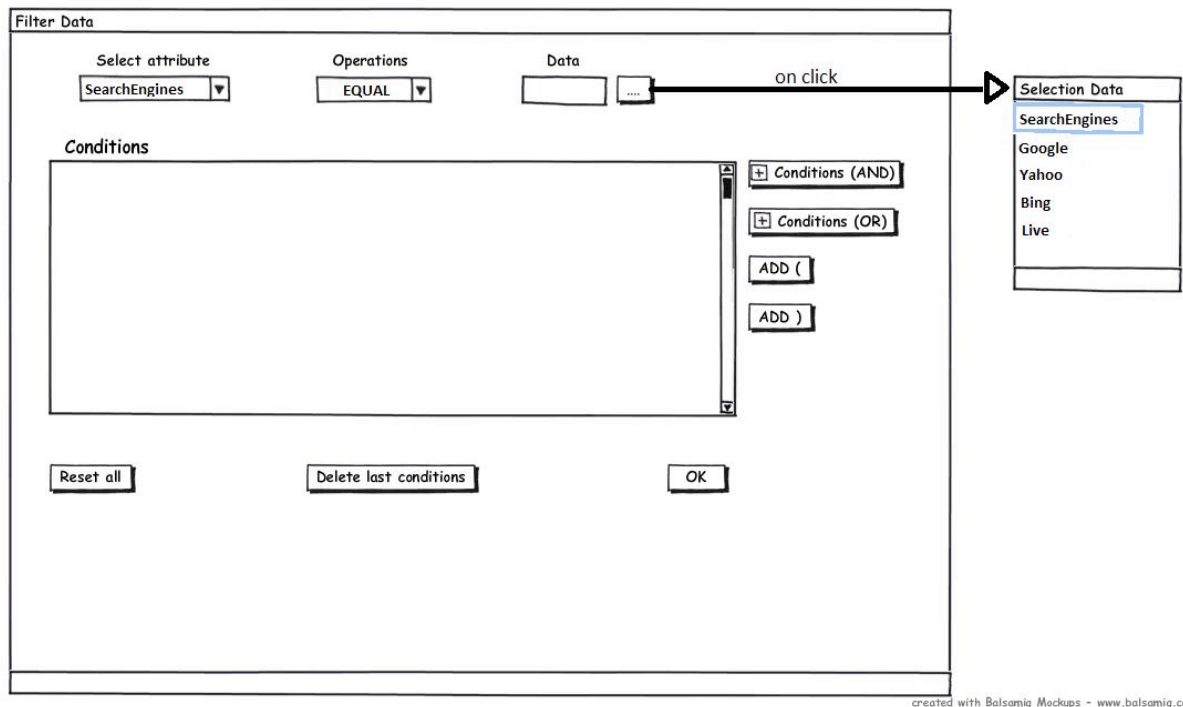 Filter Data
Select attribute
Operations
Data
SearchEngines
EQUAL
....
on click
Selection Data
SearchEngines
Google
Yahoo
Bing
Live
Conditions
+ Conditions (AND)
+ Conditions (OR)
ADD (
ADD )
Reset all
Delete last conditions
OK
created with Balsamiq Mockups - www.balsamiq.co